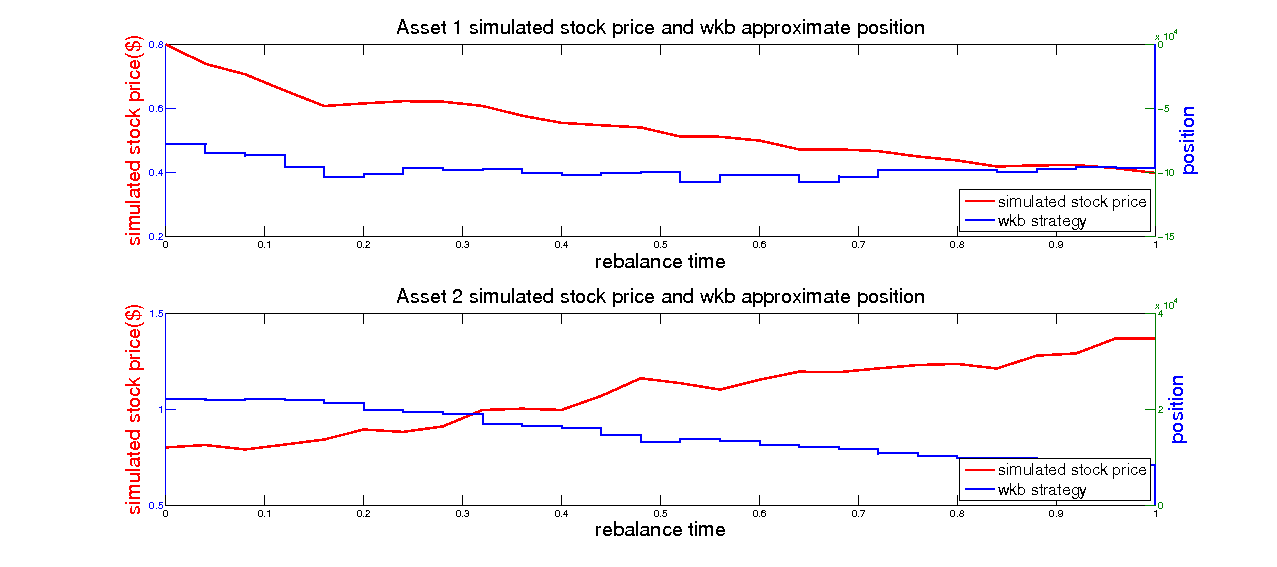 Asset 1 simulated stock price and wkb approximate position
x 10^4
simulated stock price($)
0.8
0.6
0.4
0.2
0
-5
-10
-15
position
simulated stock price
wkb strategy
0 0.1 0.2 0.3 0.4 0.5 0.6 0.7 0.8 0.9 1
rebalance time
Asset 2 simulated stock price and wkb approximate position
x 10^4
simulated stock price($)
1.5
1
0.5
4
2
0
position
simulated stock price
wkb strategy
0 0.1 0.2 0.3 0.4 0.5 0.6 0.7 0.8 0.9 1
rebalance time